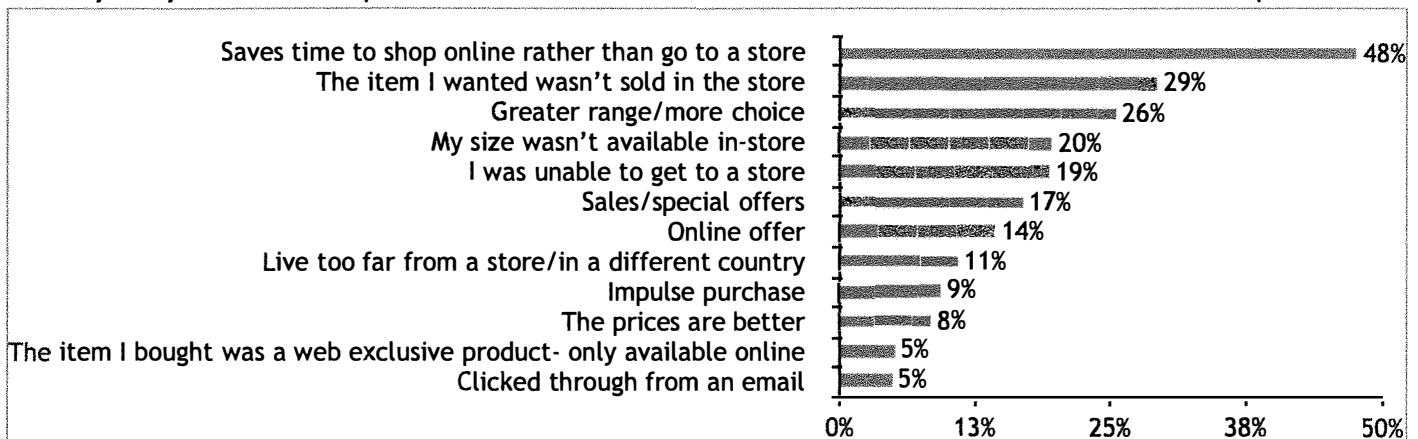 Saves time to shop online rather than go to a store 48%
The item I wanted wasn't sold in the store 29%
Greater range/more choice 26%
My size wasn't available in-store 20%
I was unable to get to a store 19%
Sales/special offers 17%
Online offer 14%
Live too far from a store/in a different country 11%
Impulse purchase 9%
The prices are better 8%
The item I bought was a web exclusive product- only available online 5%
Clicked through from an email 5%
0% 13% 25% 38% 50%